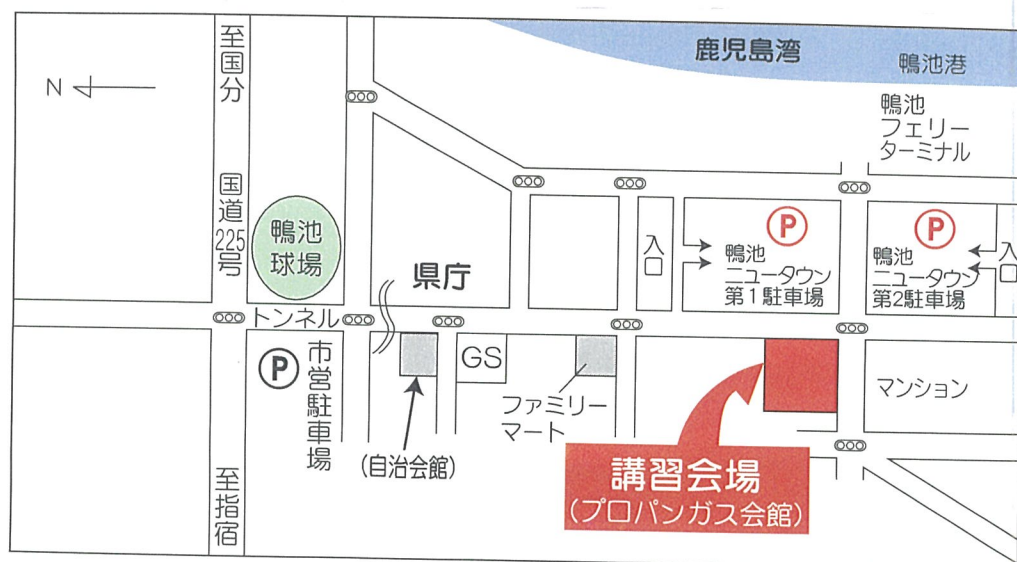 N
至国分
国道225号
鴨池
球場
県庁
鹿児島湾
鴨池港
鴨池
フェリー
ターミナル
入口
P
鴨池
ニュータウン
第1駐車場
P
鴨池
ニュータウン
第2駐車場
入口
トンネル
P
市営駐車場
至指宿
(自治会館)
GS
ファミリー
マート
マンション
講習会場
(プロパンガス会館)